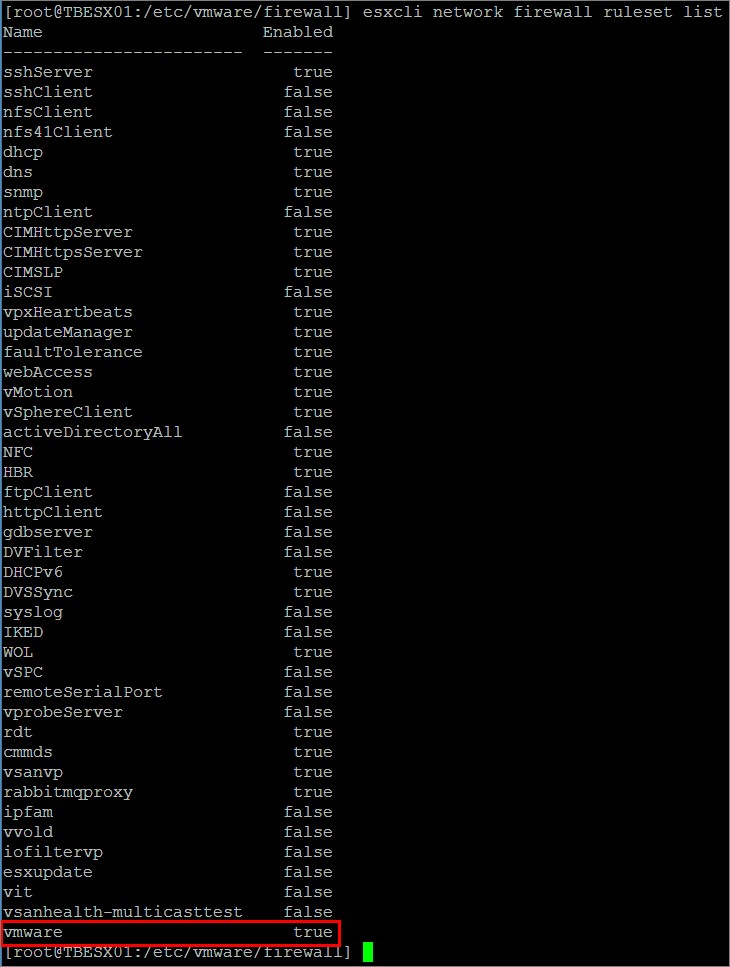 [root@TBESX01:/etc/vmware/firewall] esxcli network firewall ruleset list
Name                      Enabled
------------------------  -------
sshServer                    true
sshClient                   false
nfsClient                   false
nfs41Client                 false
dhcp                         true
dns                          true
snmp                         true
ntpClient                   false
CIMHttpServer                true
CIMHttpsServer               true
CIMSLP                       true
iSCSI                       false
vpxHeartbeats                true
updateManager                true
faultTolerance               true
webAccess                    true
vMotion                      true
vSphereClient                true
activeDirectoryAll          false
NFC                          true
HBR                          true
ftpClient                   false
httpClient                  false
gdbserver                   false
DVFilter                    false
DHCPv6                       true
DVSSync                      true
syslog                      false
IKED                        false
WOL                          true
vSPC                        false
remoteSerialPort            false
vprobeServer                false
rdt                          true
cmmds                        true
vsanvp                       true
rabbitmqproxy                true
ipfam                       false
vvold                       false
iofiltervp                  false
esxupdate                   false
vit                         false
vsanhealth-multicasttest    false
vmware                       true
[root@TBESX01:/etc/vmware/firewall]